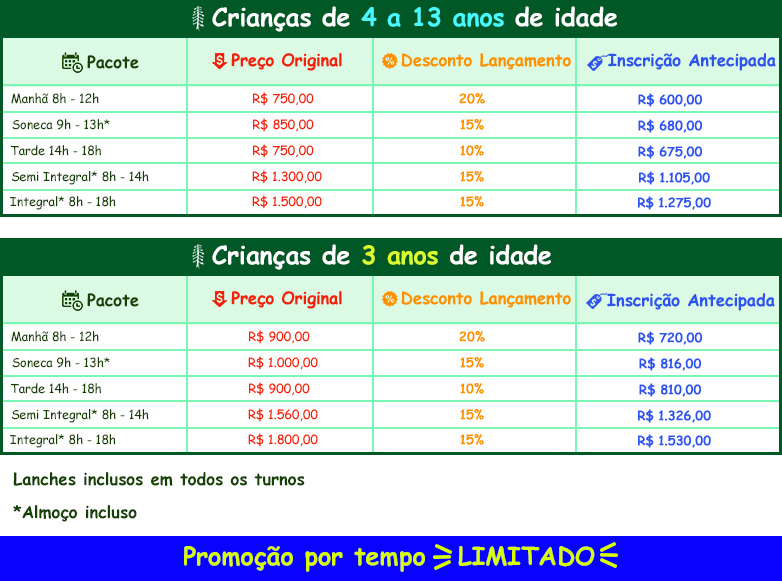 Crianças de 4 a 13 anos de idade
Pacote Preço Original Desconto Lançamento Inscrição Antecipada
Manhã 8h - 12h R$ 750,00 20% R$ 600,00
Soneca 9h - 13h* R$ 850,00 15% R$ 680,00
Tarde 14h - 18h R$ 750,00 10% R$ 675,00
Semi Integral* 8h - 14h R$ 1.300,00 15% R$ 1.105,00
Integral* 8h - 18h R$ 1.500,00 15% R$ 1.275,00
Crianças de 3 anos de idade
Pacote Preço Original Desconto Lançamento Inscrição Antecipada
Manhã 8h - 12h R$ 900,00 20% R$ 720,00
Soneca 9h - 13h* R$ 1.000,00 15% R$ 816,00
Tarde 14h - 18h R$ 900,00 10% R$ 810,00
Semi Integral* 8h - 14h R$ 1.560,00 15% R$ 1.326,00
Integral* 8h - 18h R$ 1.800,00 15% R$ 1.530,00
Lanches inclusos em todos os turnos
*Almoço incluso
Promoção por tempo LIMITADO